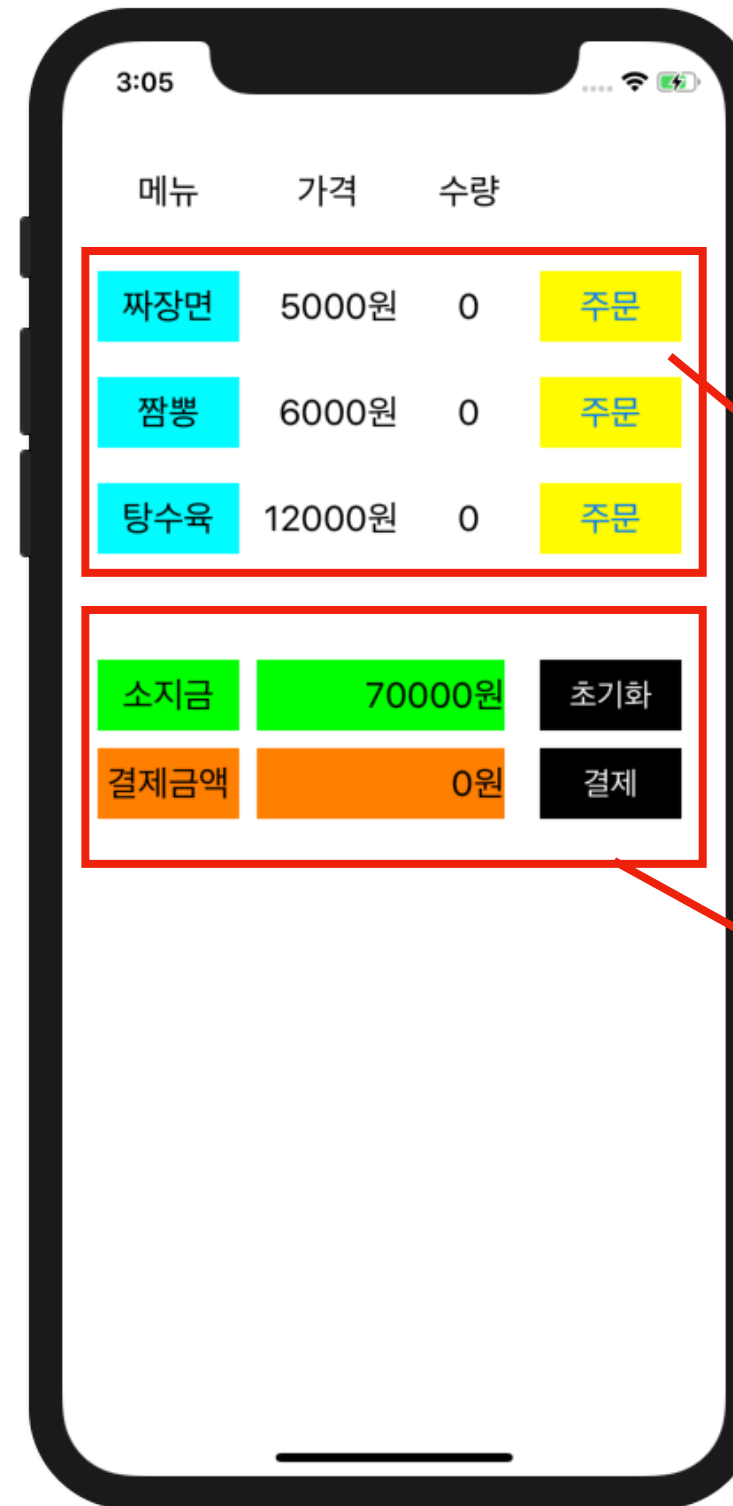 3:05
메뉴 가격 수량
짜장면 5000원 0 주문
짬뽕 6000원 0 주문
탕수육 12000원 0 주문
소지금 70000원 초기화
결제금액 0원 결제